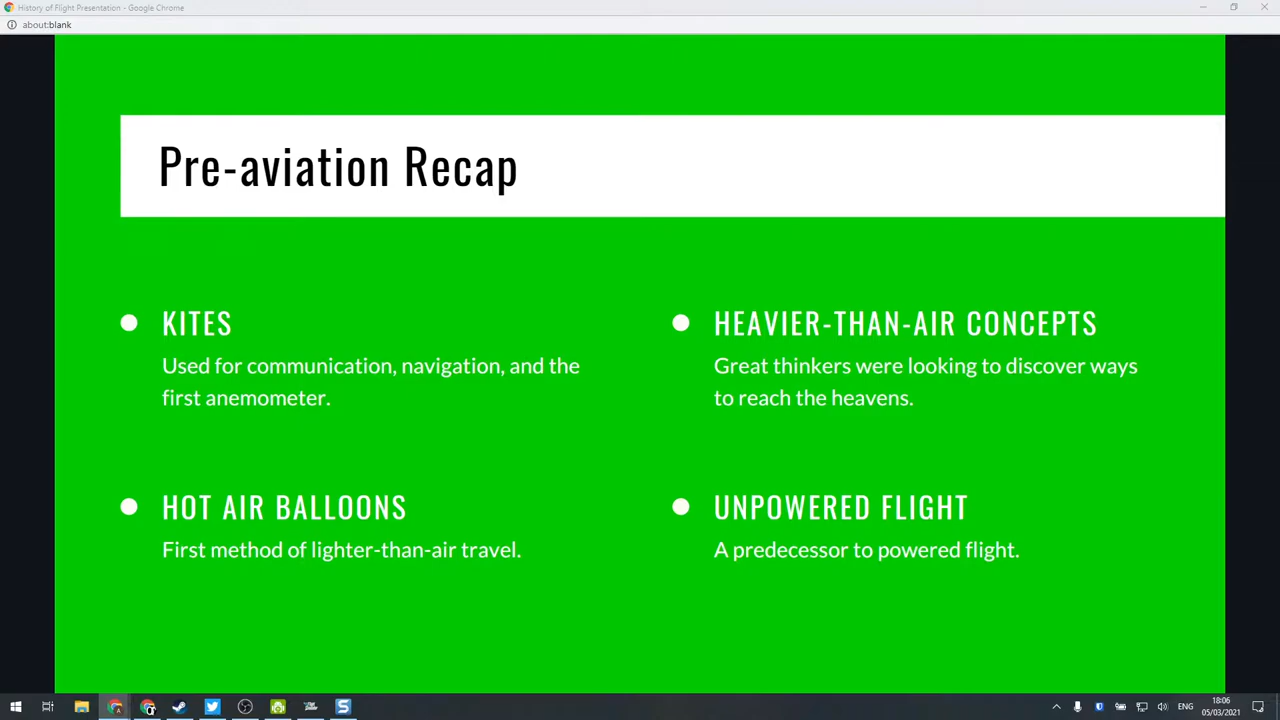 History of Flight Presentation - Google Chrome
about:blank
Pre-aviation Recap
KITES
Used for communication, navigation, and the
first anemometer.
HEAVIER-THAN-AIR CONCEPTS
Great thinkers were looking to discover ways
to reach the heavens.
HOT AIR BALLOONS
First method of lighter-than-air travel.
UNPOWERED FLIGHT
A predecessor to powered flight.
ENG
18:06
05/03/2021